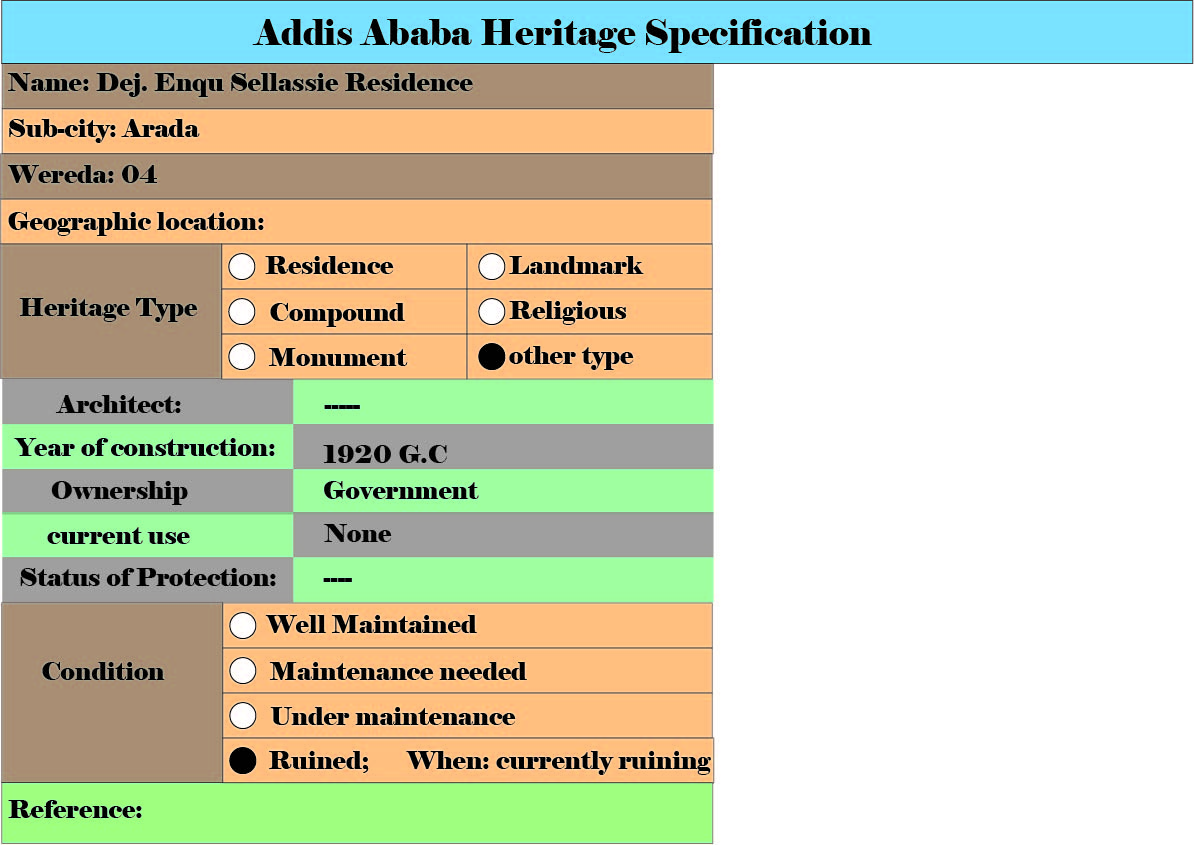 Addis Ababa Heritage Specification
Name: Dej. Enqu Sellassie Residence
Sub-city: Arada
Wereda: 04
Geographic location:
Heritage Type
Residence
Landmark
Compound
Religious
Monument
other type
Architect: -----
Year of construction: 1920 G.C
Ownership Government
current use None
Status of Protection: ----
Condition
Well Maintained
Maintenance needed
Under maintenance
Ruined; When: currently ruining
Reference: